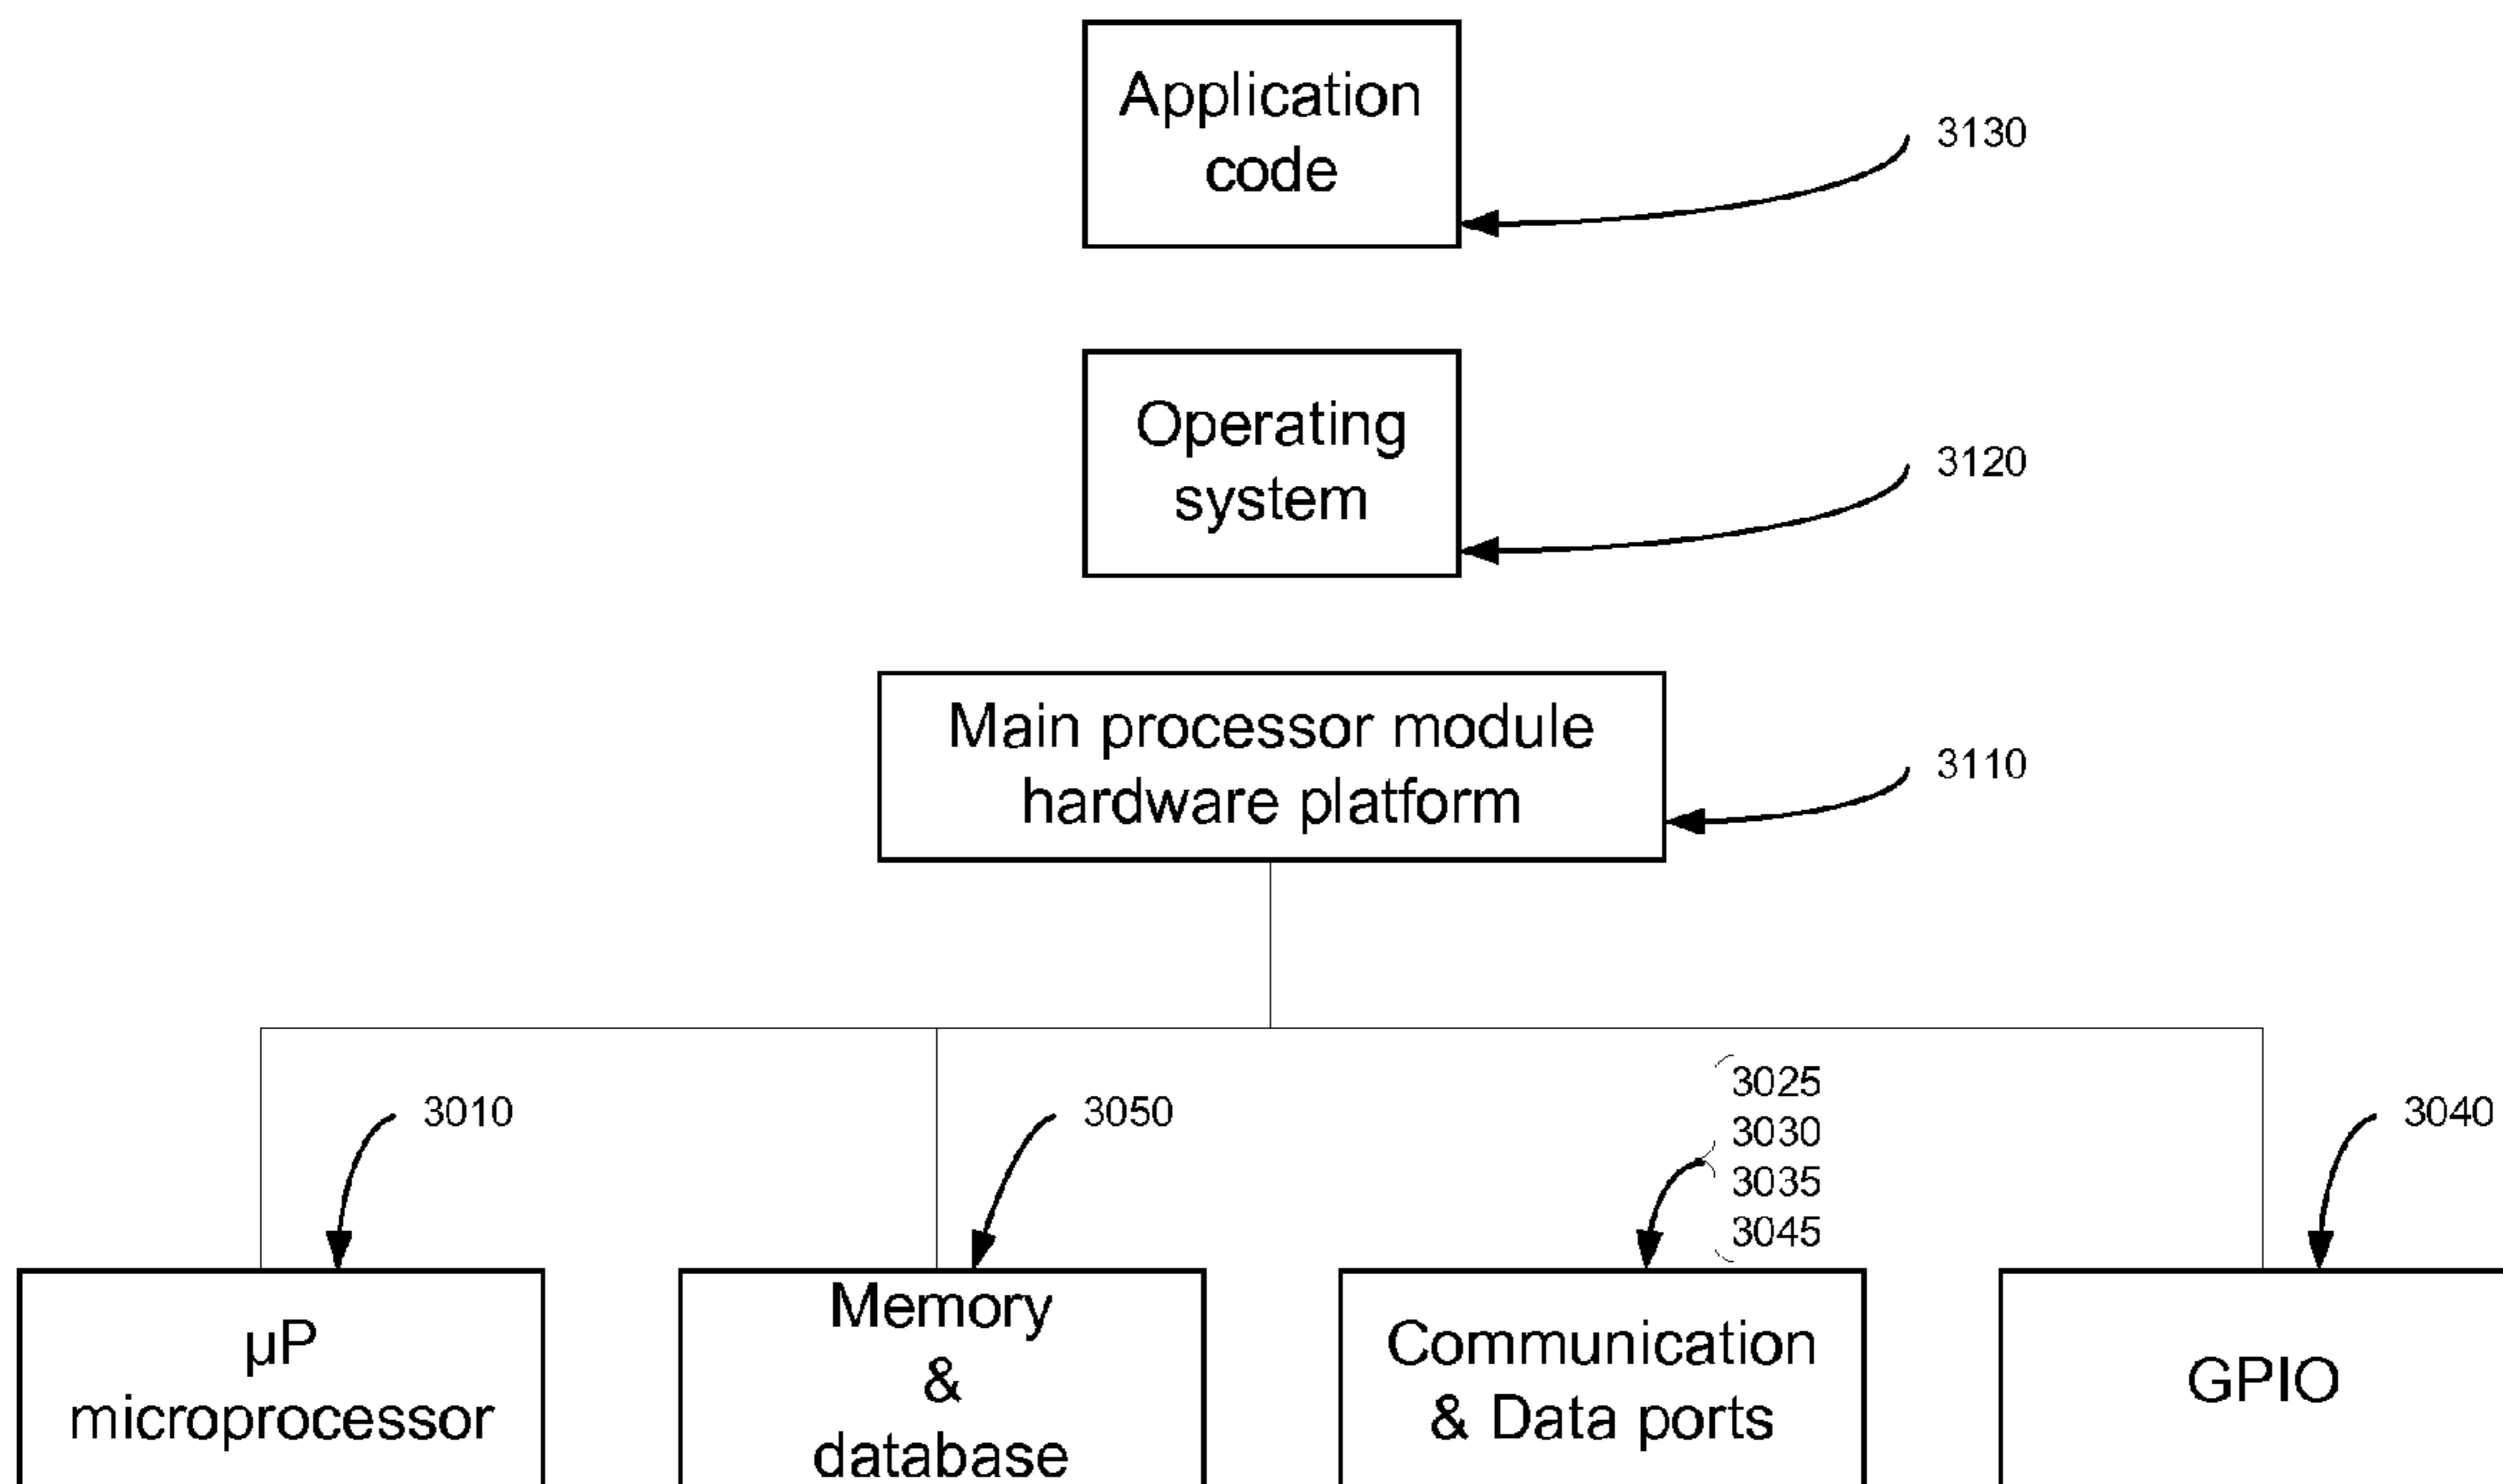 Application
code
3130
Operating
system
3120
Main processor module
hardware platform
3110
3010
3050
3025
3030
3035
3045
3040
µP
microprocessor
Memory
&
database
Communication
& Data ports
GPIO